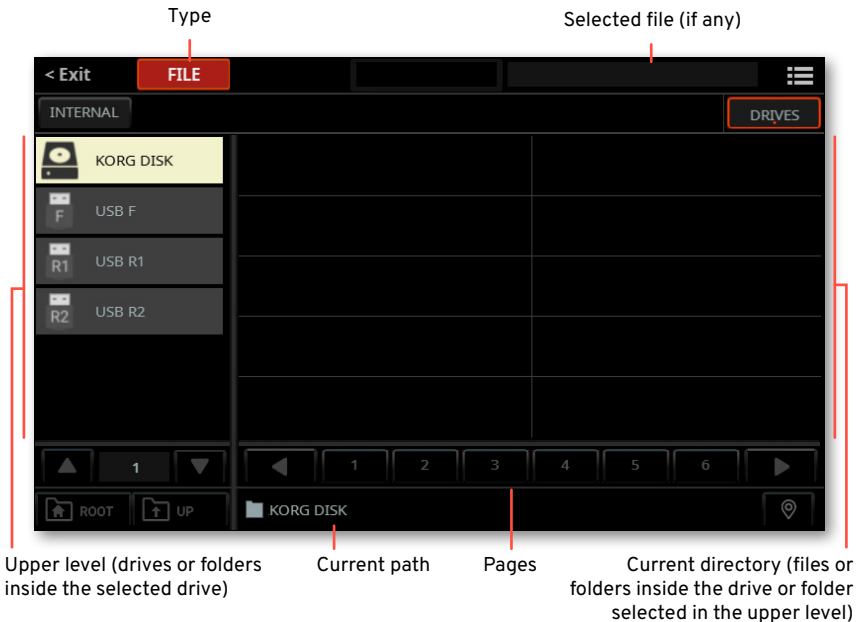 Type
Selected file (if any)
< Exit
FILE
INTERNAL
DRIVES
KORG DISK
F
USB F
R1
USB R1
R2
USB R2
1
1
2
3
4
5
6
ROOT
UP
KORG DISK
Upper level (drives or folders
inside the selected drive)
Current path
Pages
Current directory (files or
folders inside the drive or folder
selected in the upper level)